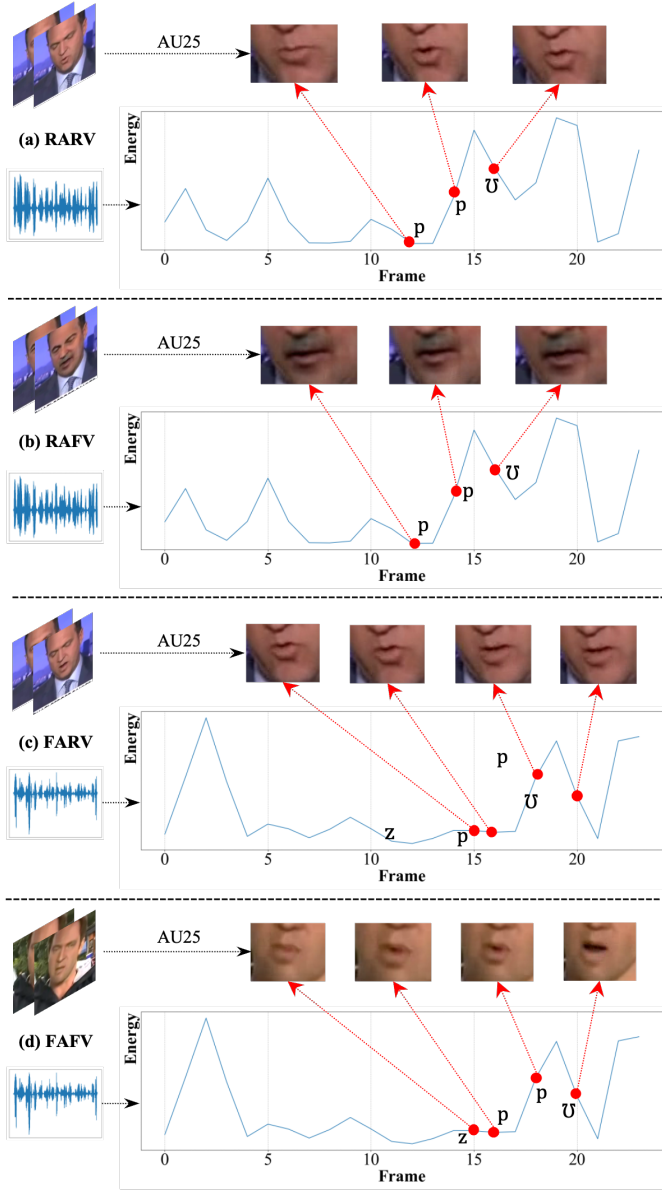 AU25
(a) RARV
Energy
p
p
Ʊ
0 5 10 15 20
Frame
AU25
(b) RAFV
Energy
p
p
Ʊ
0 5 10 15 20
Frame
AU25
(c) FARV
Energy
p
Ʊ
z
p
0 5 10 15 20
Frame
AU25
(d) FAFV
Energy
z
p
p
Ʊ
0 5 10 15 20
Frame